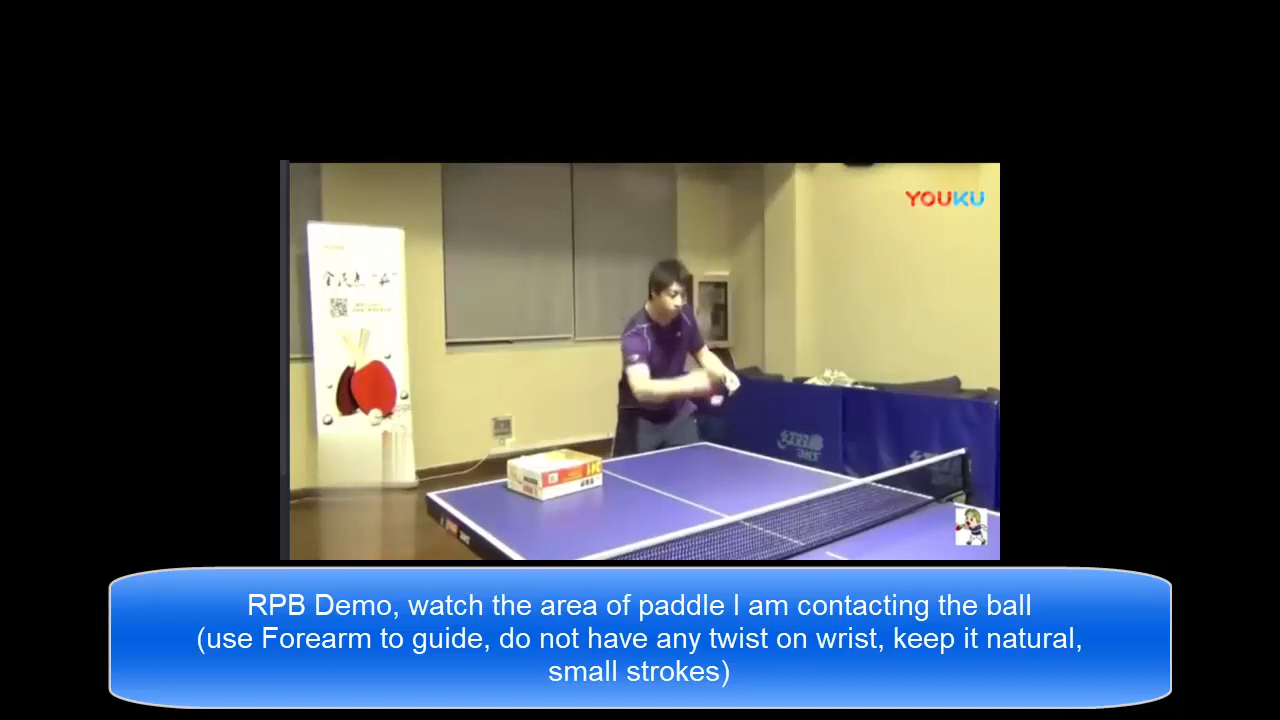 YOUKU
RPB Demo, watch the area of paddle I am contacting the ball
(use Forearm to guide, do not have any twist on wrist, keep it natural,
small strokes)